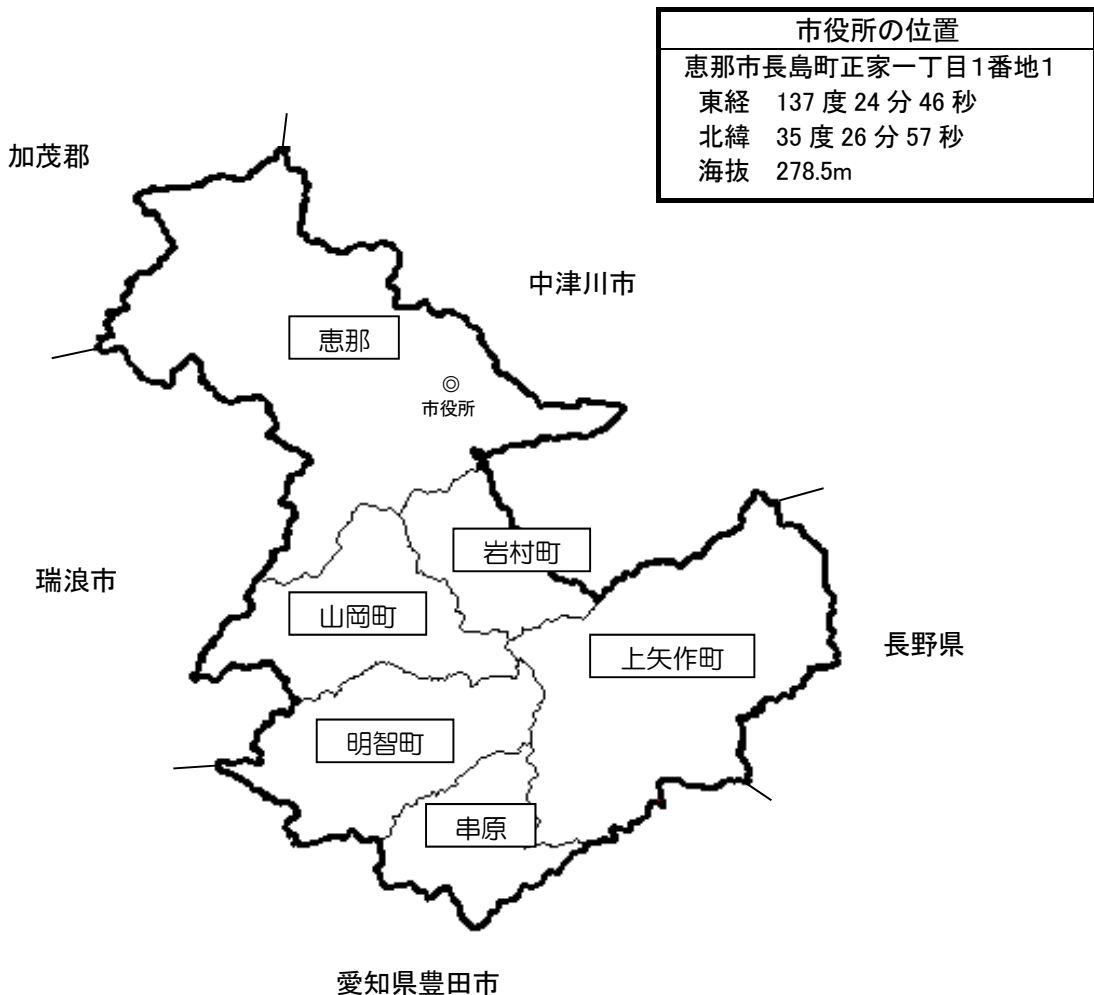 市役所の位置
恵那市長島町正家一丁目1番地1
東経 137 度 24 分 46 秒
北緯 35 度 26 分 57 秒
海抜 278.5m
加茂郡
中津川市
恵那
◎
市役所
岩村町
瑞浪市
山岡町
上矢作町
長野県
明智町
串原
愛知県豊田市